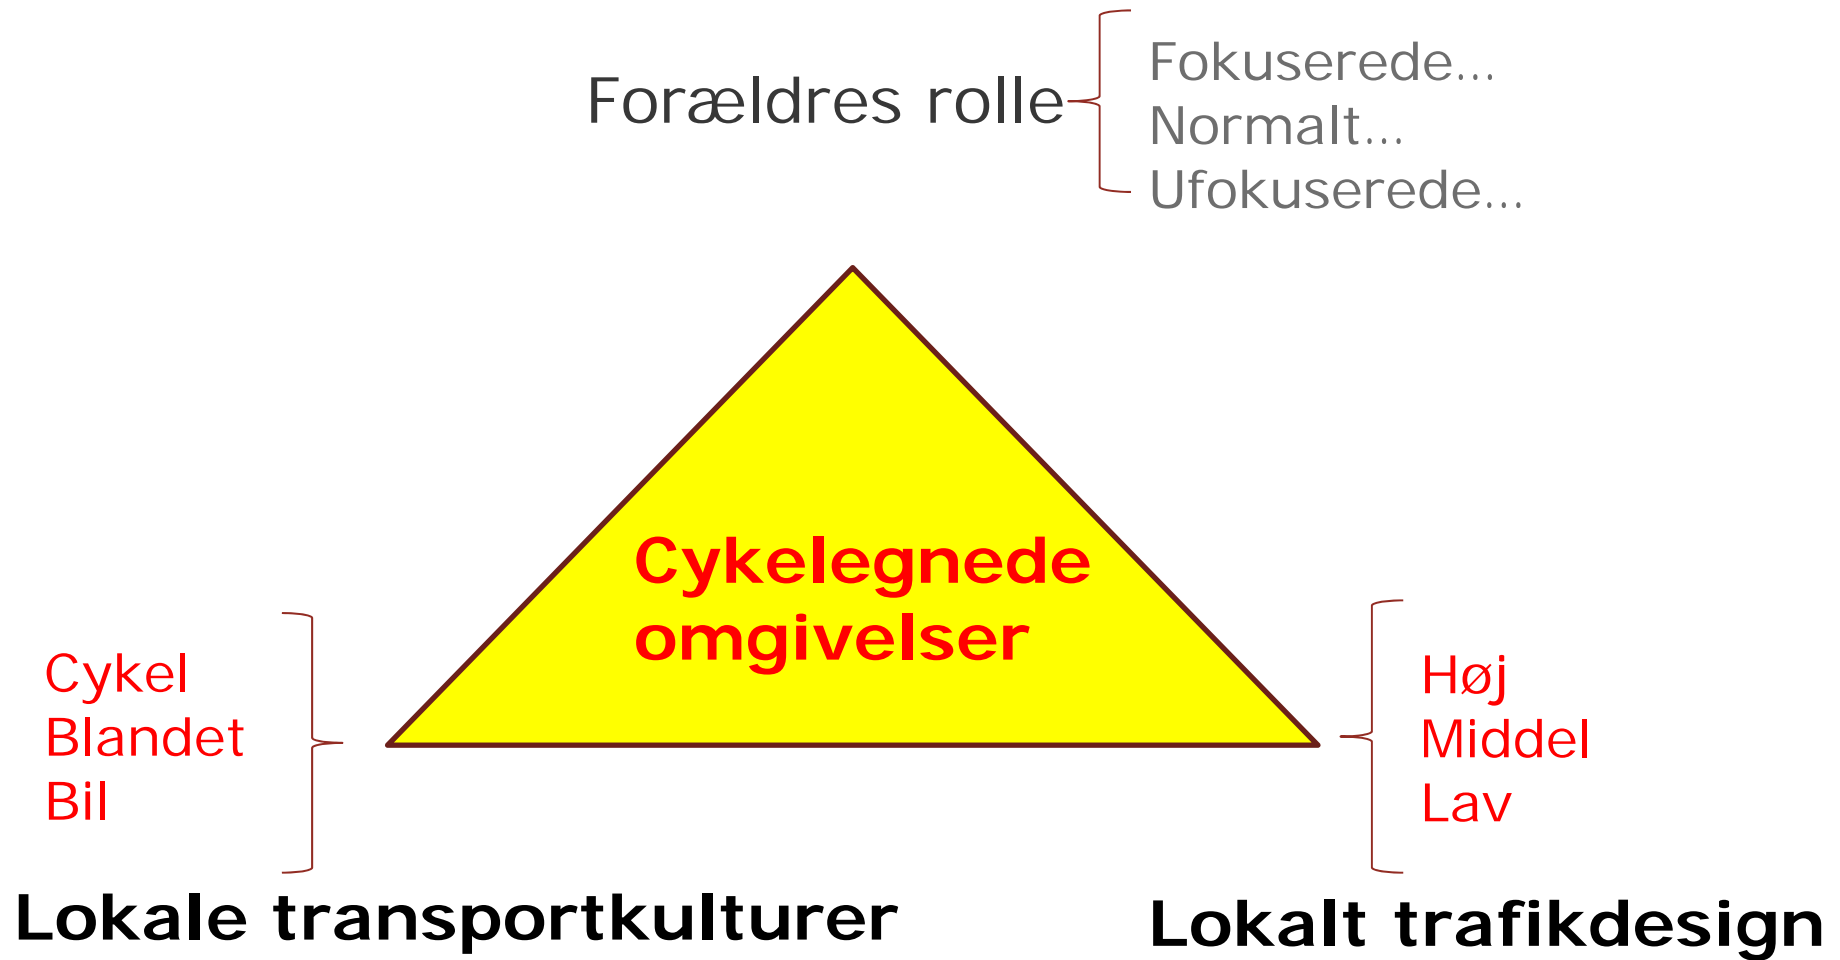 Forældres rolle
Fokuserede...
Normalt...
Ufokuserede...
Cykelegnede
omgivelser
Cykel
Blandet
Bil
Høj
Middel
Lav
Lokale transportkulturer
Lokalt trafikdesign